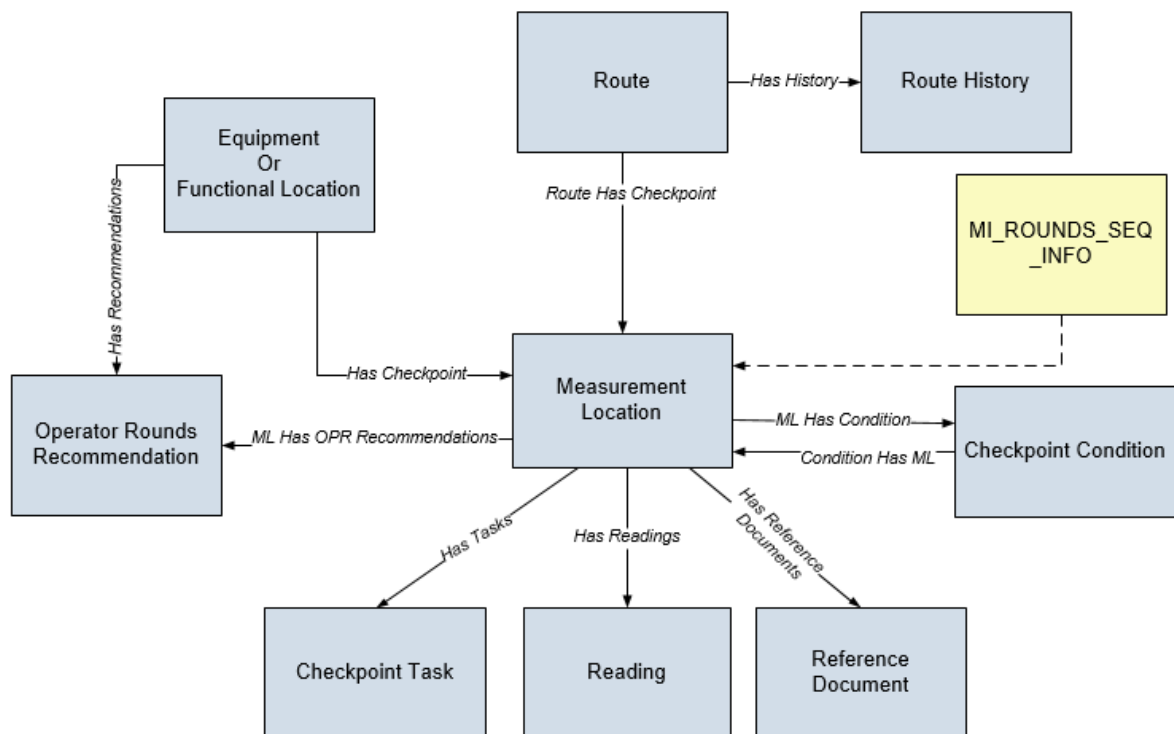 Route
Has History
Route History
Equipment
Or
Functional Location
Has Recommendations
Route Has Checkpoint
MI_ROUNDS_SEQ
_INFO
Has Checkpoint
Measurement
Location
Operator Rounds
Recommendation
ML Has OPR Recommendations
ML Has Condition
Condition Has ML
Checkpoint Condition
Has Tasks
Has Readings
Has Reference
Documents
Checkpoint Task
Reading
Reference
Document